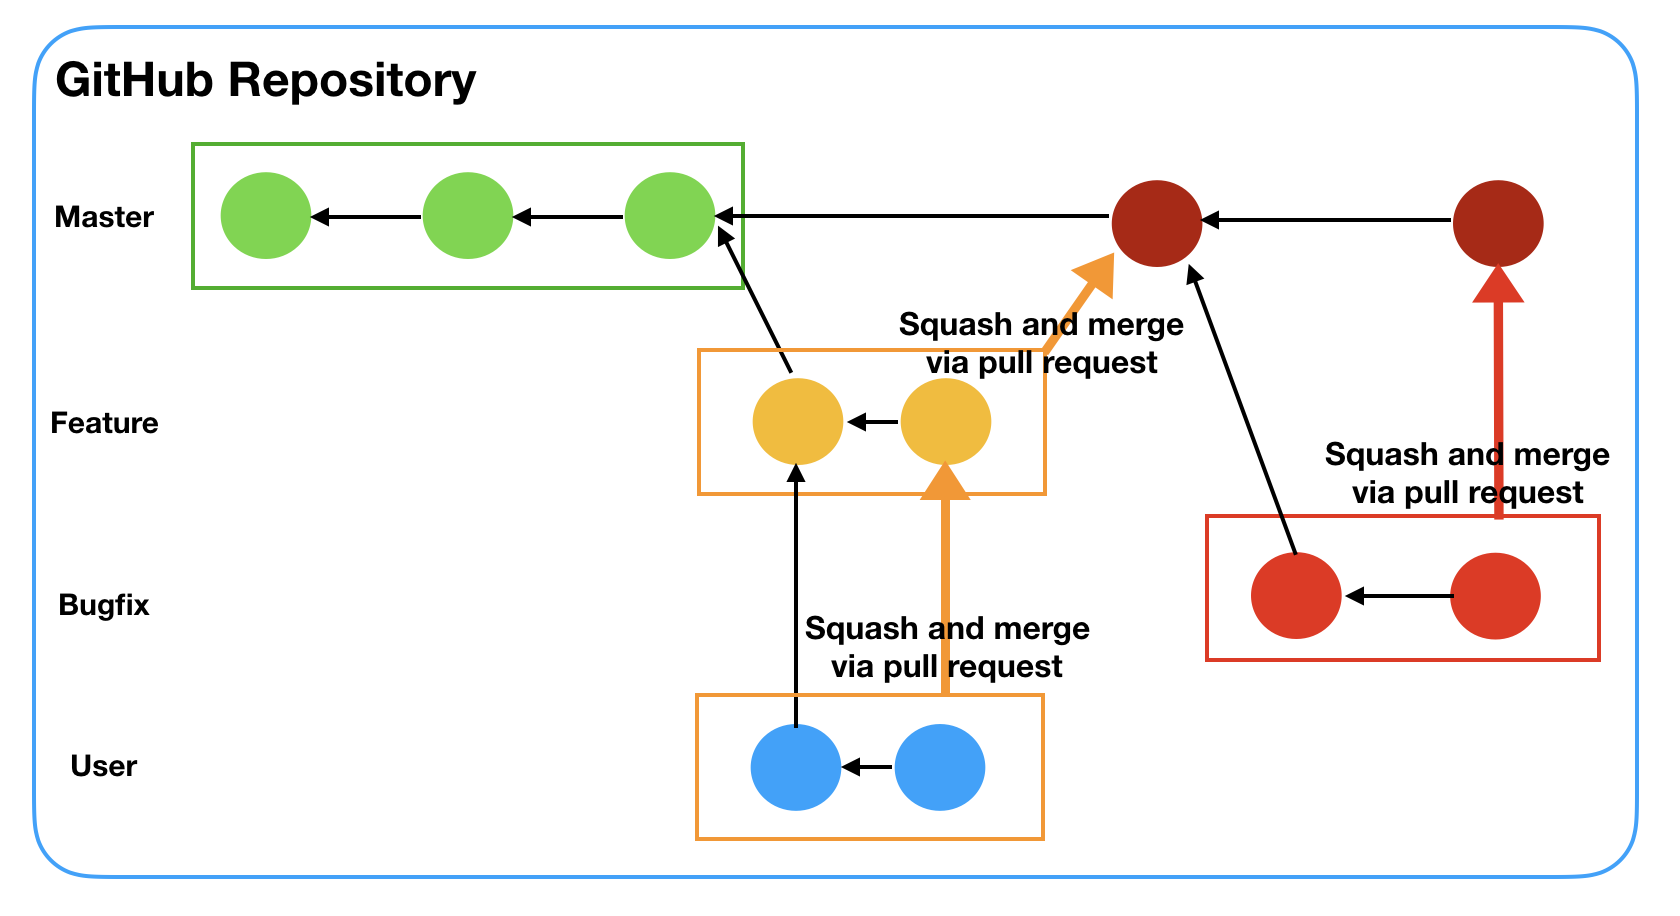 GitHub Repository
Master
Squash and merge
via pull request
Feature
Squash and merge
via pull request
Bugfix
Squash and merge
via pull request
User